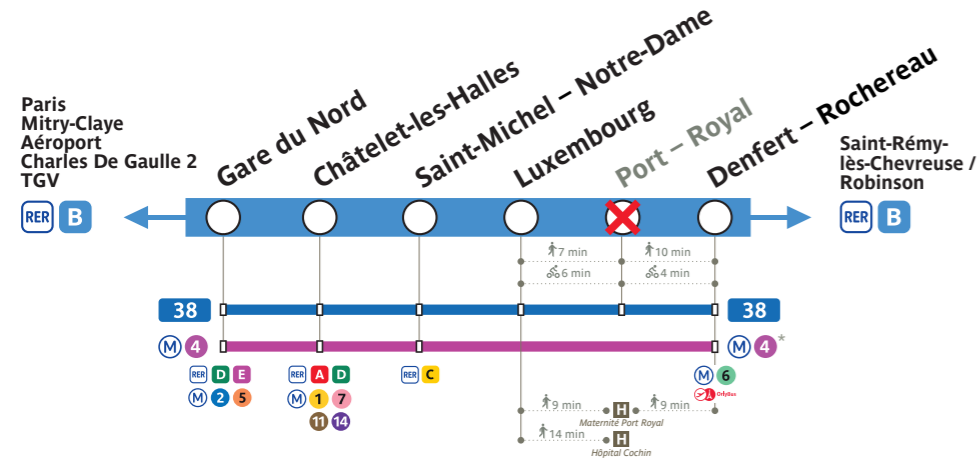 Paris
Mitry-Claye
Aéroport
Charles De Gaulle 2
TGV
RER B
Gare du Nord
Châtelet-les-Halles
Saint-Michel – Notre-Dame
Luxembourg
Port – Royal
Denfert – Rochereau
Saint-Rémy-
lès-Chevreuse /
Robinson
RER B
7 min
10 min
6 min
4 min
38
38
M 4
M 4 *
RER D E
M 2 5
RER A D
M 1 7
11 14
RER C
M 6
OrlyBus
9 min
H
9 min
Maternité Port Royal
14 min
H
Hôpital Cochin